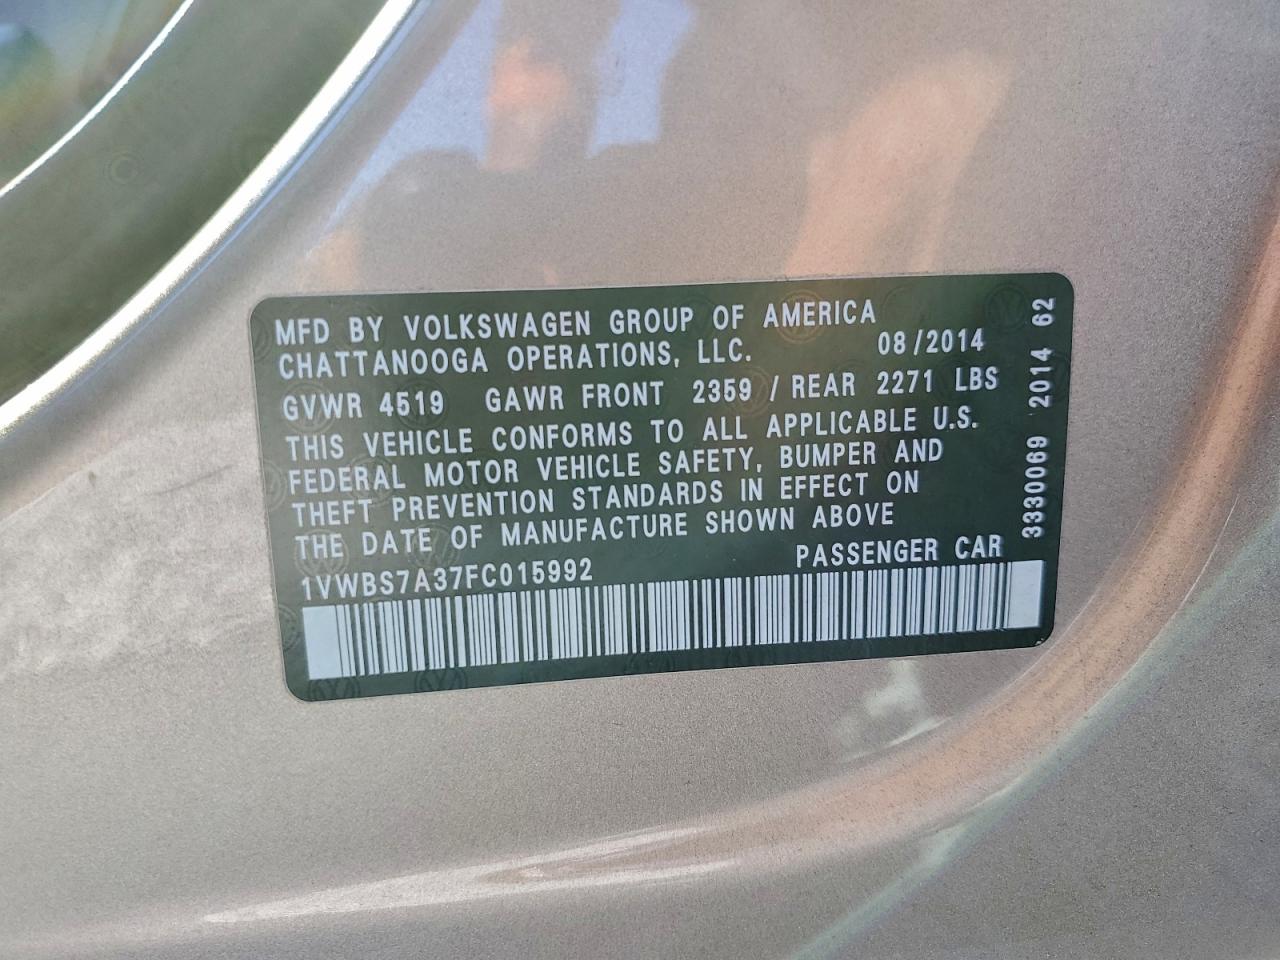 MFD BY VOLKSWAGEN GROUP OF AMERICA
CHATTANOOGA OPERATIONS, LLC. 08/2014
GVWR 4519 GAWR FRONT 2359 / REAR 2271 LBS
THIS VEHICLE CONFORMS TO ALL APPLICABLE U.S.
FEDERAL MOTOR VEHICLE SAFETY, BUMPER AND
THEFT PREVENTION STANDARDS IN EFFECT ON
THE DATE OF MANUFACTURE SHOWN ABOVE
1VWBS7A37FC015992 PASSENGER CAR
3330069 2014 62